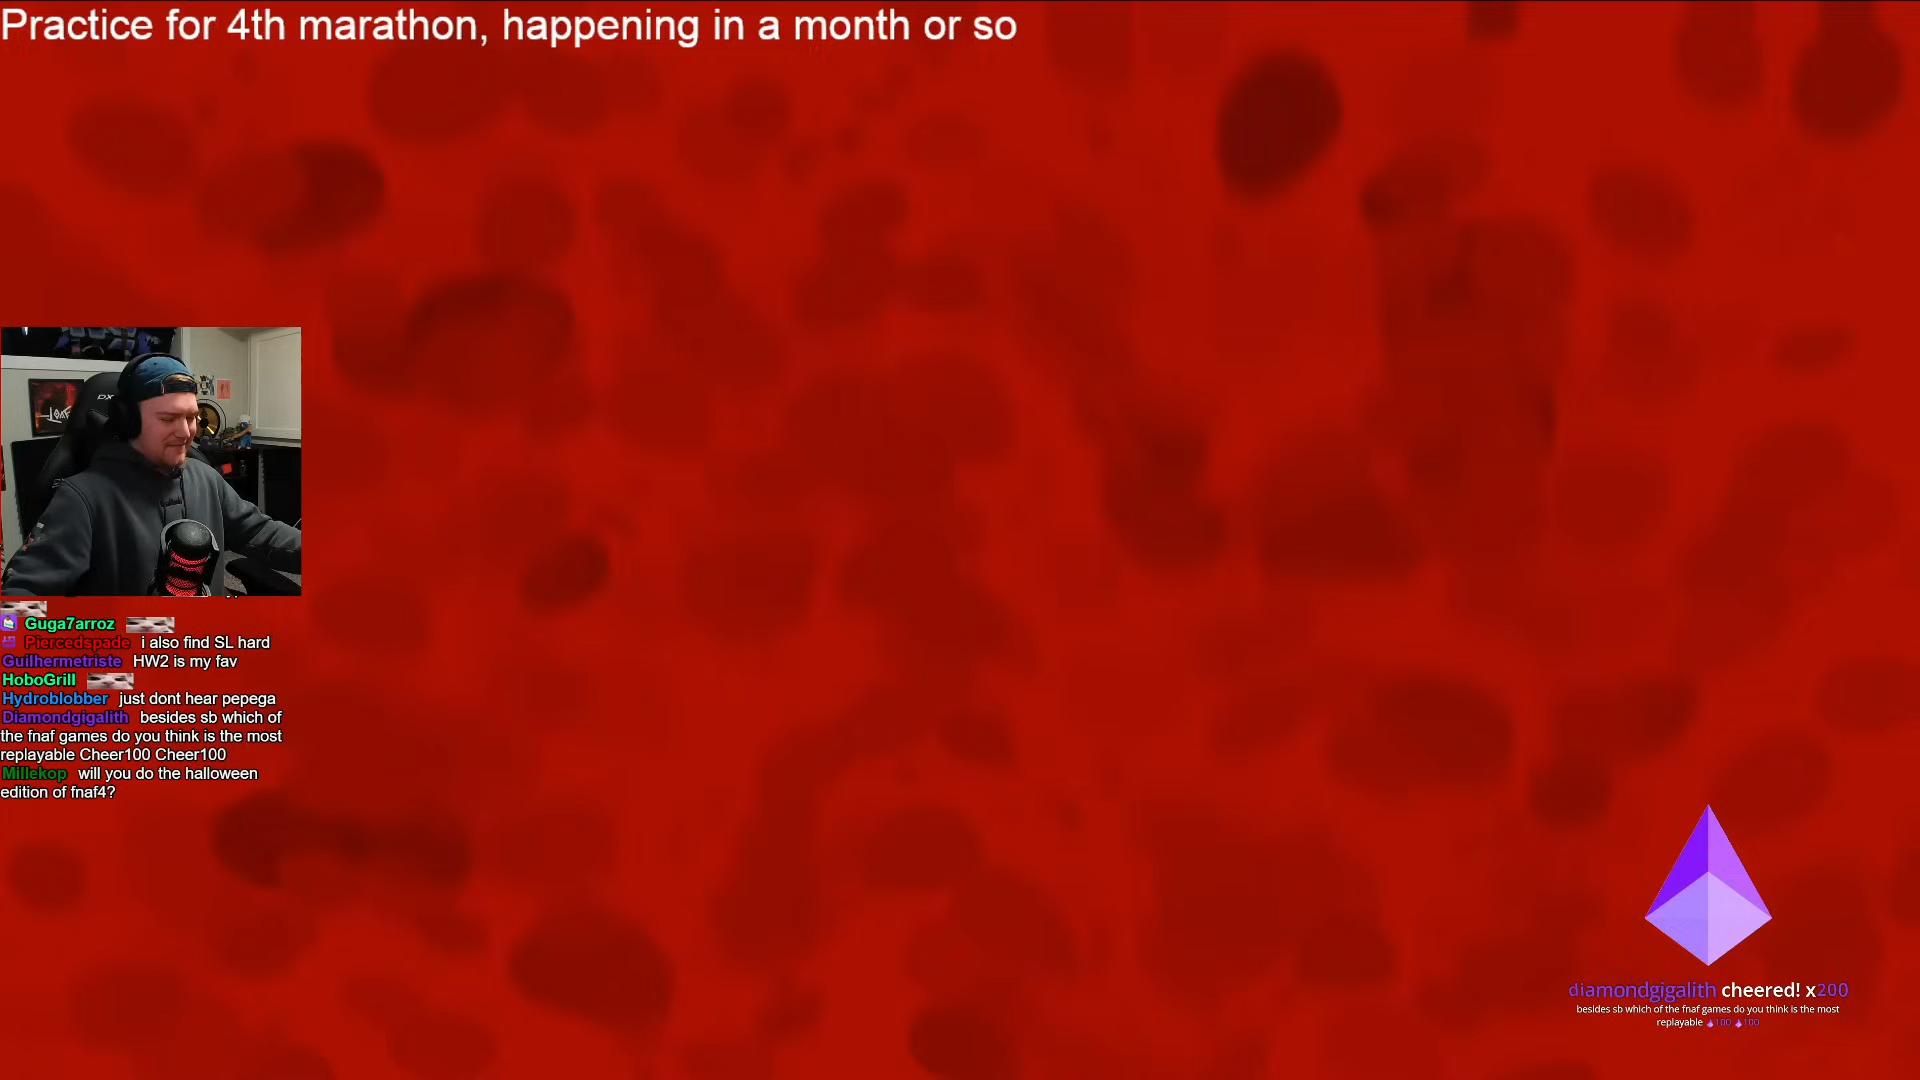 Practice for 4th marathon, happening in a month or so
DX
Guga7arroz
Piercedspade i also find SL hard
Guilhermetriste HW2 is my fav
HoboGrill
Hydroblobber just dont hear pepega
Diamondgigalith besides sb which of
the fnaf games do you think is the most
replayable Cheer100 Cheer100
Millekop will you do the halloween
edition of fnaf4?
diamondgigalith cheered! x200
besides sb which of the fnaf games do you think is the most
replayable 100 100